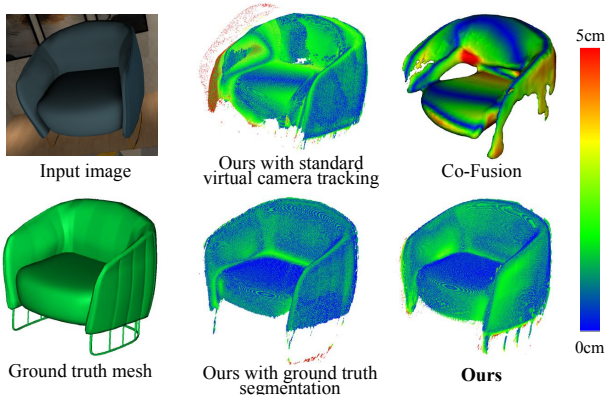 5cm
Input image
Ours with standard
virtual camera tracking
Co-Fusion
0cm
Ground truth mesh
Ours with ground truth
segmentation
Ours